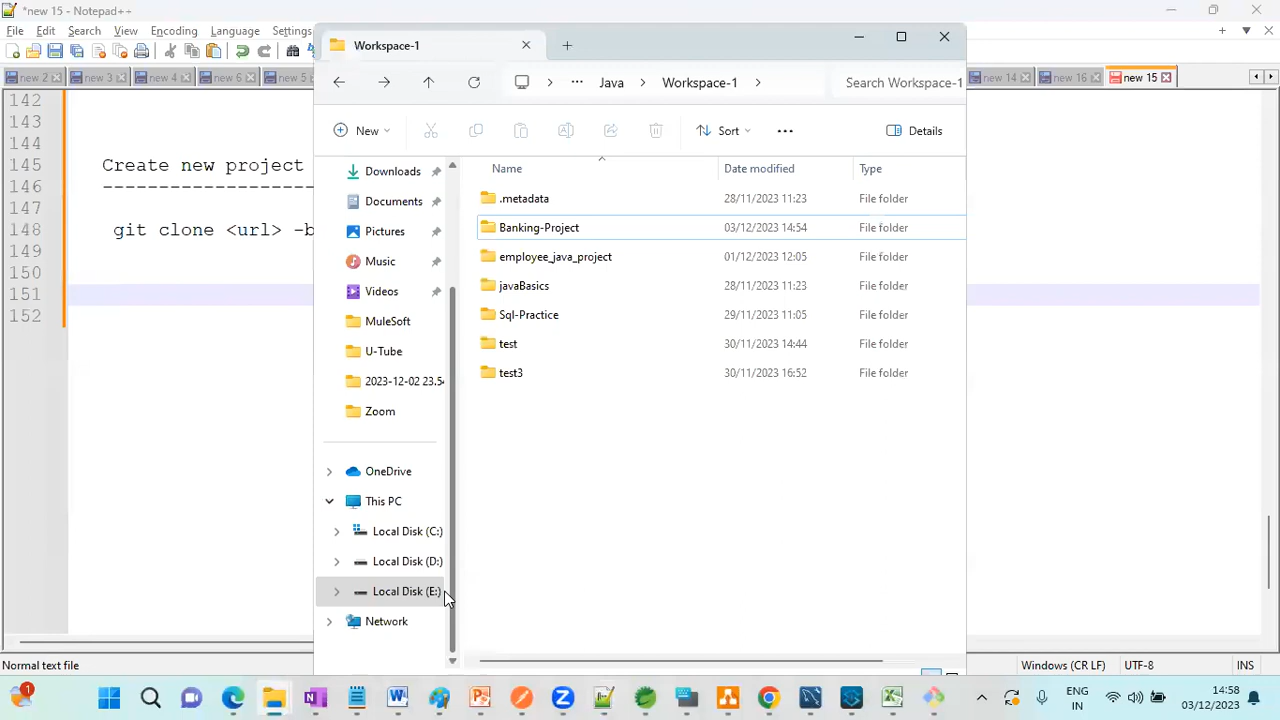 *new 15 - Notepad++
File Edit Search View Encoding Language Settings
new 2 new 3 new 4 new 6 new 5 new 14 new 16 new 15
142
143
144
145 Create new project
146 -------------------
147
148 git clone <url> -b
149
150
151
152
Workspace-1
Java Workspace-1 Search Workspace-1
New Sort Details
Name Date modified Type
Downloads
Documents
Pictures
Music
Videos
MuleSoft
U-Tube
2023-12-02 23.54
Zoom
OneDrive
This PC
Local Disk (C:)
Local Disk (D:)
Local Disk (E:)
Network
.metadata 28/11/2023 11:23 File folder
Banking-Project 03/12/2023 14:54 File folder
employee_java_project 01/12/2023 12:05 File folder
javaBasics 28/11/2023 11:23 File folder
Sql-Practice 29/11/2023 11:05 File folder
test 30/11/2023 14:44 File folder
test3 30/11/2023 16:52 File folder
Normal text file Windows (CR LF) UTF-8 INS
1
ENG
IN
14:58
03/12/2023